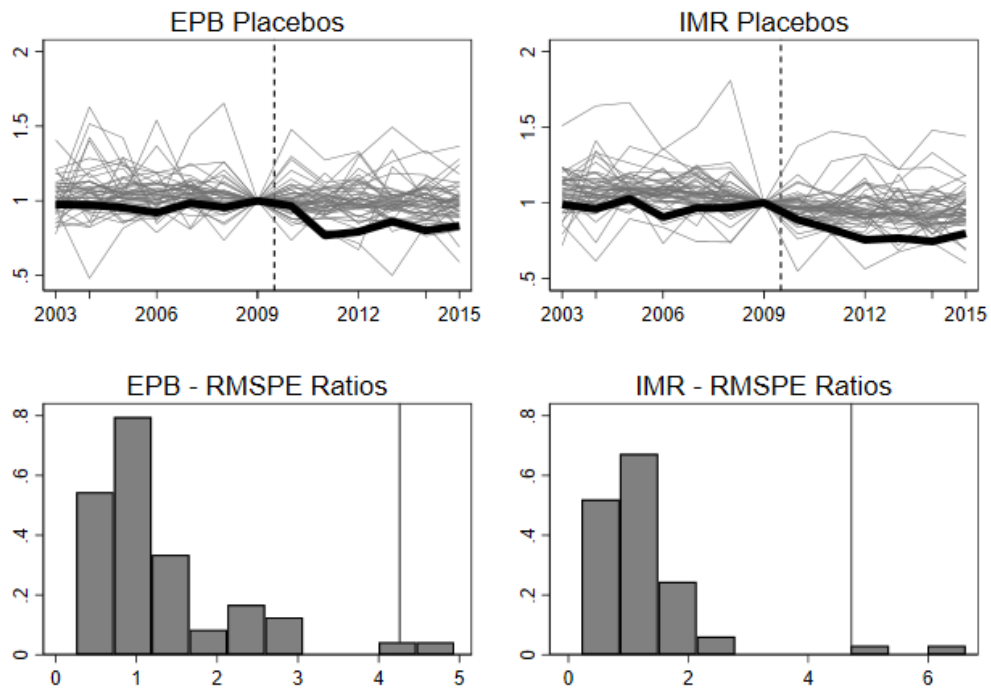 EPB Placebos
2
1.5
1
.5
2003 2006 2009 2012 2015
IMR Placebos
2
1.5
1
.5
2003 2006 2009 2012 2015
EPB - RMSPE Ratios
.8
.6
.4
.2
0
0 1 2 3 4 5
IMR - RMSPE Ratios
.8
.6
.4
.2
0
0 2 4 6